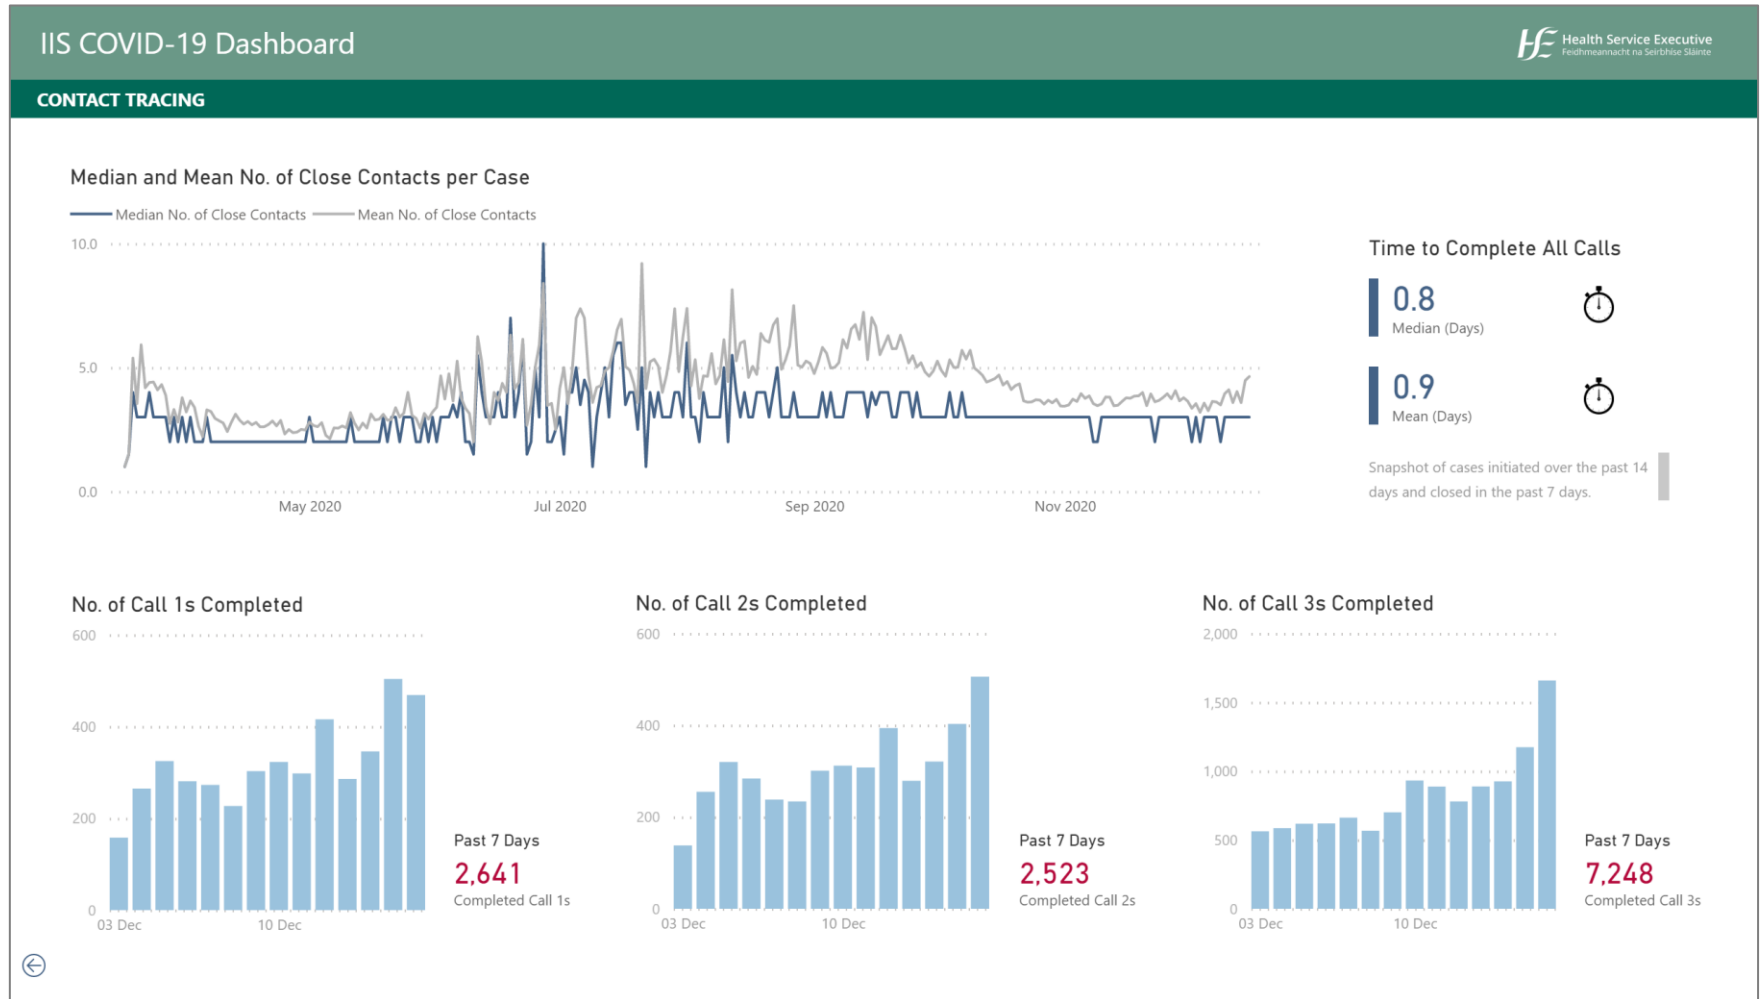 IIS COVID-19 Dashboard
Health Service Executive
Feidhmeannacht na Seirbhíse Sláinte
CONTACT TRACING
Median and Mean No. of Close Contacts per Case
Median No. of Close Contacts
Mean No. of Close Contacts
10.0
5.0
0.0
May 2020
Jul 2020
Sep 2020
Nov 2020
Time to Complete All Calls
0.8
Median (Days)
0.9
Mean (Days)
Snapshot of cases initiated over the past 14
days and closed in the past 7 days.
No. of Call 1s Completed
600
400
200
0
03 Dec
10 Dec
Past 7 Days
2,641
Completed Call 1s
No. of Call 2s Completed
600
400
200
0
03 Dec
10 Dec
Past 7 Days
2,523
Completed Call 2s
No. of Call 3s Completed
2,000
1,500
1,000
500
0
03 Dec
10 Dec
Past 7 Days
7,248
Completed Call 3s